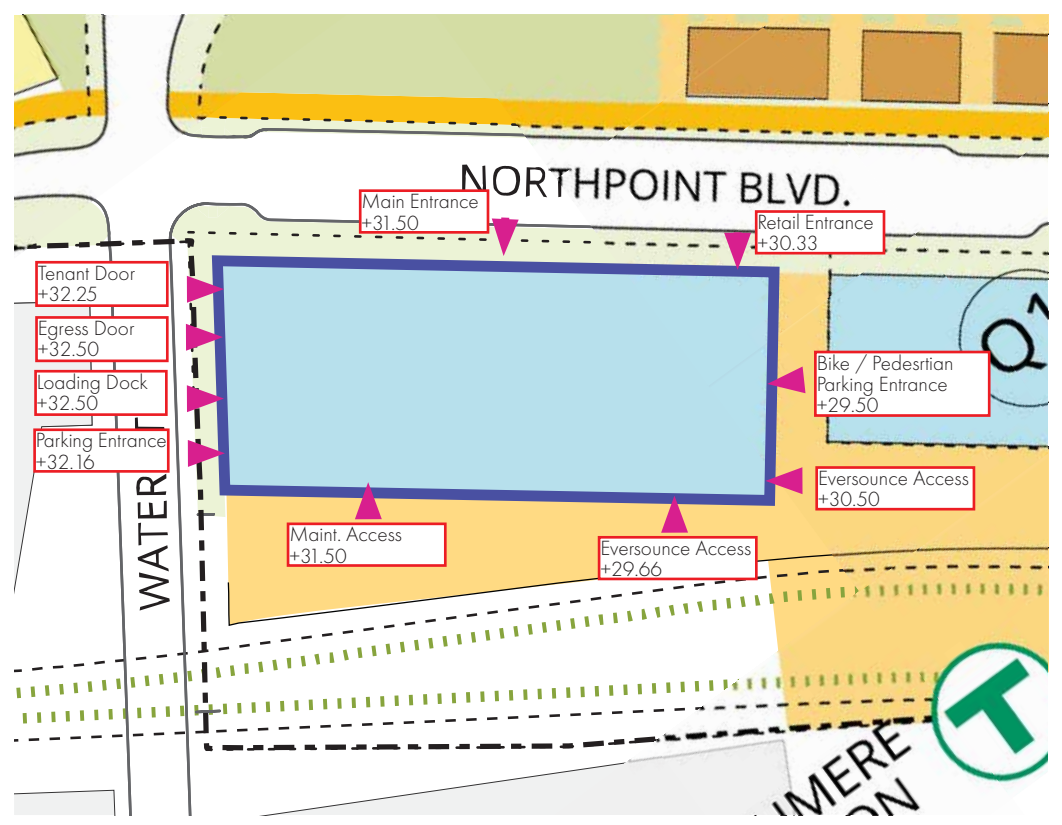 NORTHPOINT BLVD.
Main Entrance
+31.50
Retail Entrance
+30.33
Tenant Door
+32.25
Egress Door
+32.50
Loading Dock
+32.50
Parking Entrance
+32.16
Bike / Pedesrtian
Parking Entrance
+29.50
Eversounce Access
+30.50
Maint. Access
+31.50
Eversounce Access
+29.66
WATER
Q
T